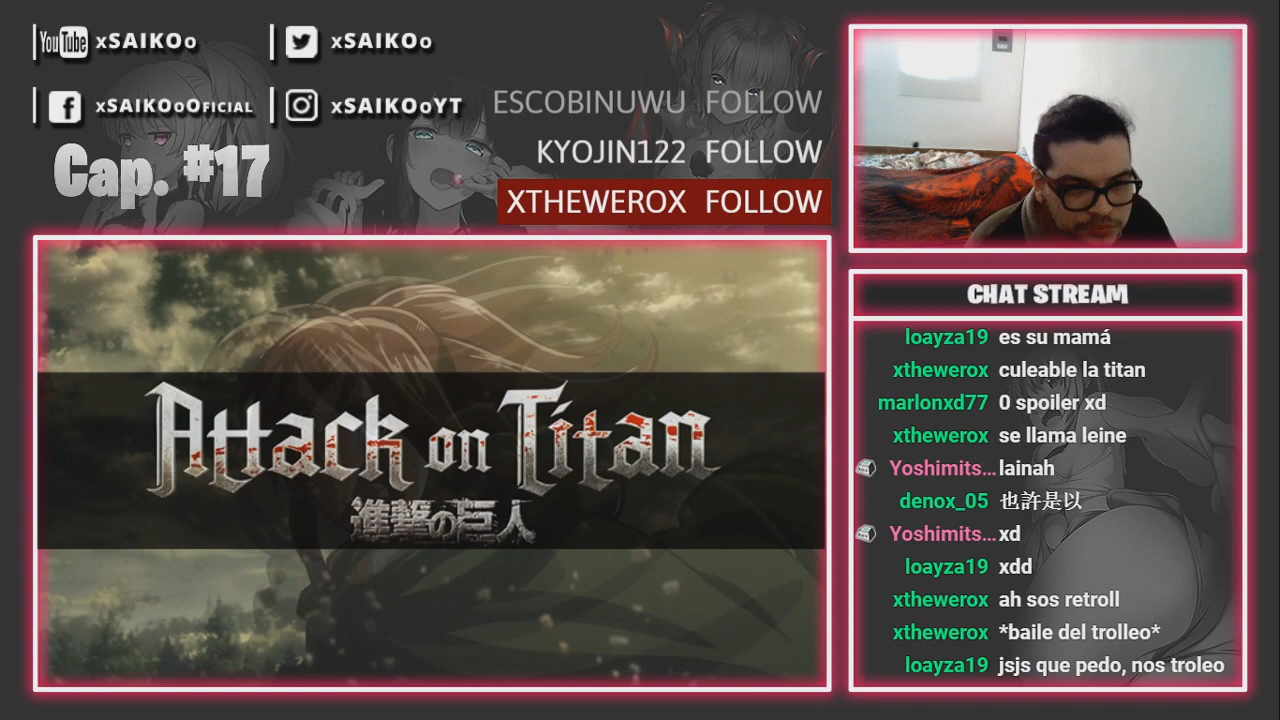 YouTube xSAIKOo
xSAIKOo
f xSAIKOoOficial
xSAIKOoYT
Cap. #17
ESCOBINUWU FOLLOW
KYOJIN122 FOLLOW
XTHEWEROX FOLLOW
Attack on Titan
進撃の巨人
CHAT STREAM
loayza19 es su mamá
xthewerox culeable la titan
marlonxd77 0 spoiler xd
xthewerox se llama leine
Yoshimits... lainah
denox_05 也許是以
Yoshimits... xd
loayza19 xdd
xthewerox ah sos retroll
xthewerox *baile del trolleo*
loayza19 jsjs que pedo, nos troleo